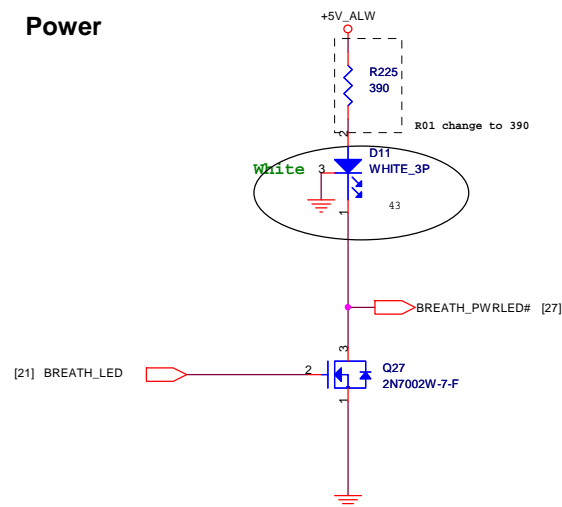 Power
+5V_ALW
R225
390
R01 change to 390
2
D11
White
3
WHITE_3P
43
1
BREATH_PWRLED# [27]
3
Q27
2N7002W-7-F
[21] BREATH_LED
2
1